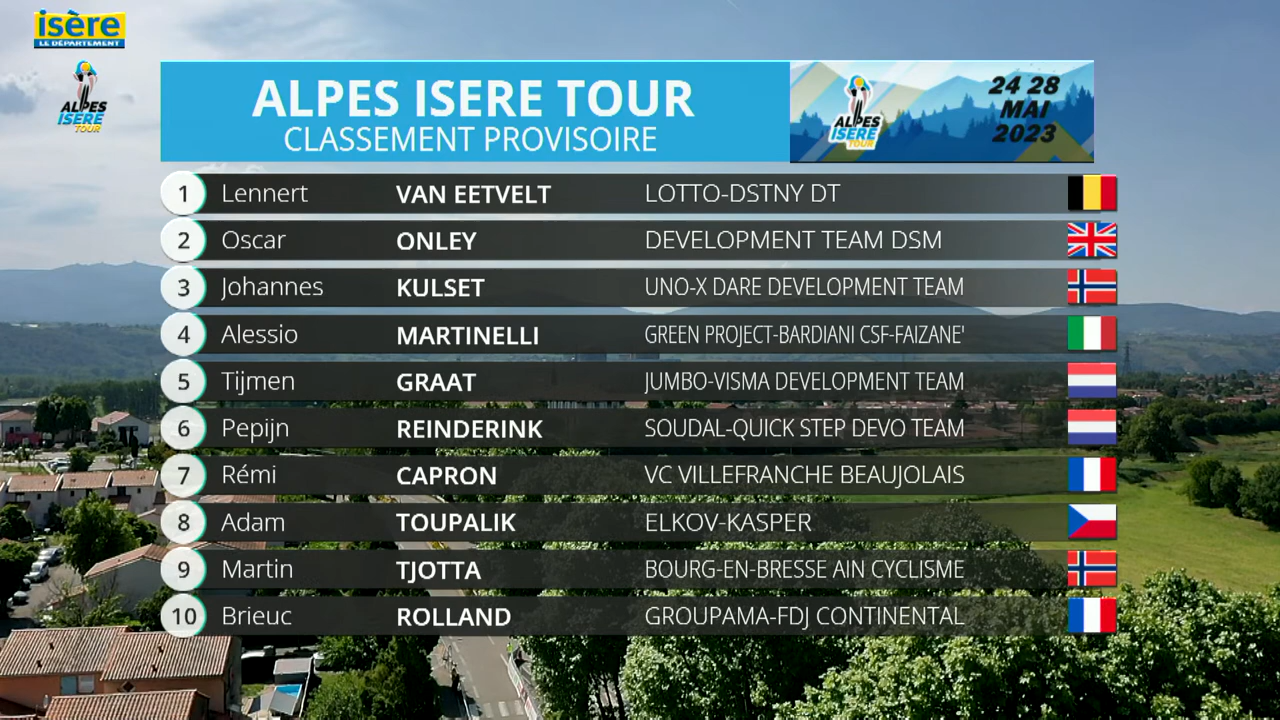 isère
LE DÉPARTEMENT
ALPES
ISERE
TOUR
ALPES ISERE TOUR
CLASSEMENT PROVISOIRE
ALPES
ISERE
TOUR
24 28
MAI
2023
1 Lennert VAN EETVELT LOTTO-DSTNY DT
2 Oscar ONLEY DEVELOPMENT TEAM DSM
3 Johannes KULSET UNO-X DARE DEVELOPMENT TEAM
4 Alessio MARTINELLI GREEN PROJECT-BARDIANI CSF-FAIZANE'
5 Tijmen GRAAT JUMBO-VISMA DEVELOPMENT TEAM
6 Pepijn REINDERINK SOUDAL-QUICK STEP DEVO TEAM
7 Rémi CAPRON VC VILLEFRANCHE BEAUJOLAIS
8 Adam TOUPALIK ELKOV-KASPER
9 Martin TJOTTA BOURG-EN-BRESSE AIN CYCLISME
10 Brieuc ROLLAND GROUPAMA-FDJ CONTINENTAL